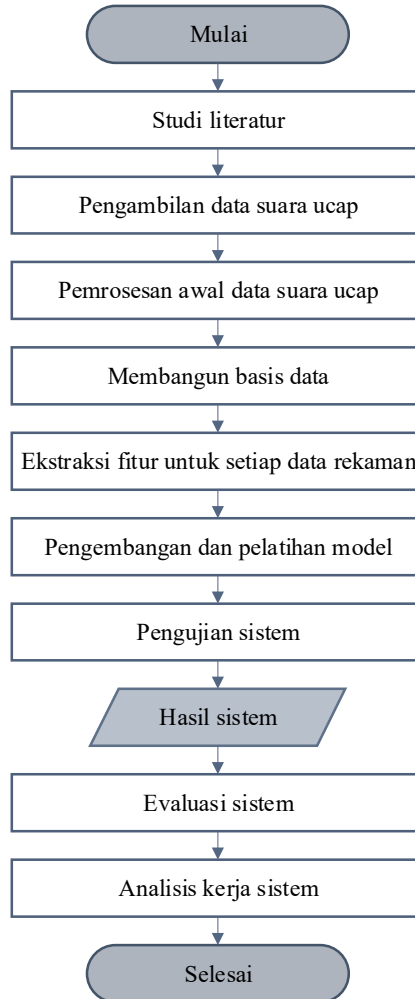 Mulai
Studi literatur
Pengambilan data suara ucap
Pemrosesan awal data suara ucap
Membangun basis data
Ekstraksi fitur untuk setiap data rekaman
Pengembangan dan pelatihan model
Pengujian sistem
Hasil sistem
Evaluasi sistem
Analisis kerja sistem
Selesai